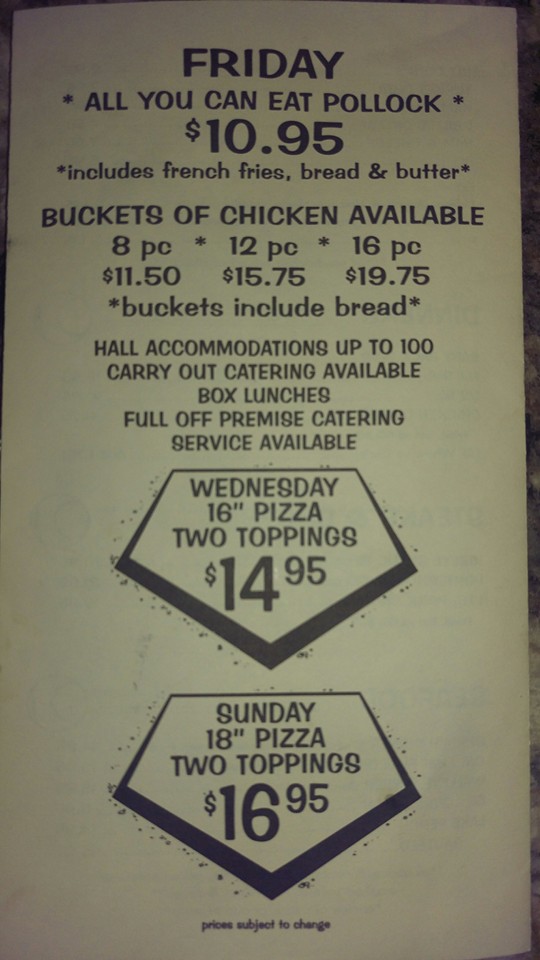 FRIDAY
* ALL YOU CAN EAT POLLOCK *
$10.95
*includes french fries, bread & butter*
BUCKETS OF CHICKEN AVAILABLE
8 pc * 12 pc * 16 pc
$11.50 $15.75 $19.75
*buckets include bread*
HALL ACCOMMODATIONS UP TO 100
CARRY OUT CATERING AVAILABLE
BOX LUNCHES
FULL OFF PREMISE CATERING
SERVICE AVAILABLE
WEDNESDAY
16" PIZZA
TWO TOPPINGS
$14 95
SUNDAY
18" PIZZA
TWO TOPPINGS
$16 95
prices subject to change